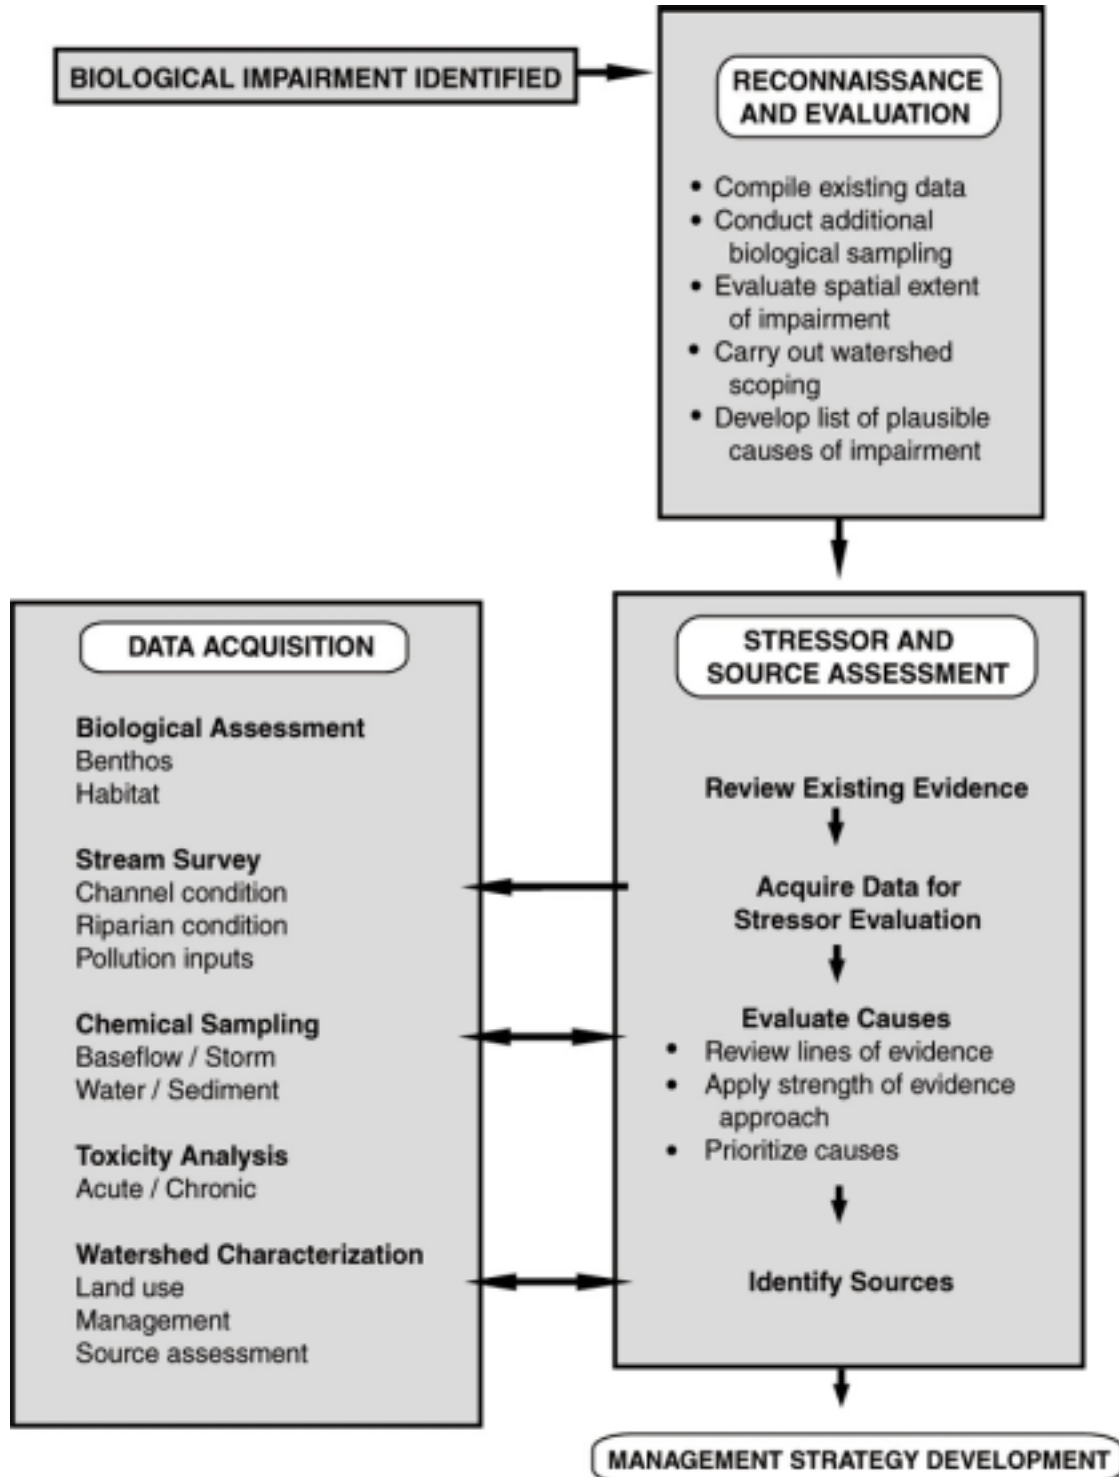 BIOLOGICAL IMPAIRMENT IDENTIFIED
RECONNAISSANCE
AND EVALUATION
• Compile existing data
• Conduct additional
biological sampling
• Evaluate spatial extent
of impairment
• Carry out watershed
scoping
• Develop list of plausible
causes of impairment
DATA ACQUISITION
Biological Assessment
Benthos
Habitat
Stream Survey
Channel condition
Riparian condition
Pollution inputs
Chemical Sampling
Baseflow / Storm
Water / Sediment
Toxicity Analysis
Acute / Chronic
Watershed Characterization
Land use
Management
Source assessment
STRESSOR AND
SOURCE ASSESSMENT
Review Existing Evidence
Acquire Data for
Stressor Evaluation
Evaluate Causes
• Review lines of evidence
• Apply strength of evidence
approach
• Prioritize causes
Identify Sources
MANAGEMENT STRATEGY DEVELOPMENT